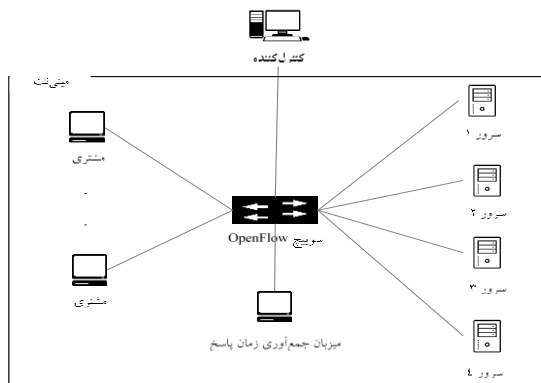 کنترل‌کننده
مینی‌نت
سرور ۱
مشتری
سرور ۲
سوییچ OpenFlow
سرور ۳
مشتری
میزبان جمع‌آوری زمان پاسخ
سرور ٤